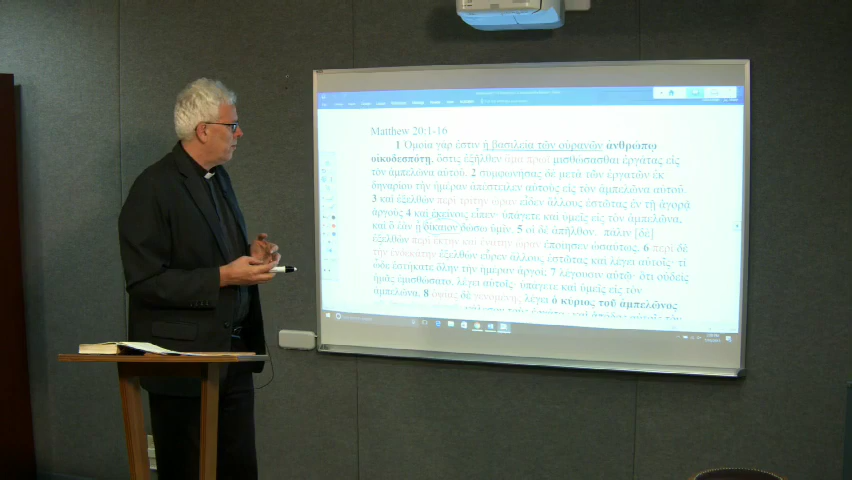 Matthew 20:1-16
1 Ὁμοία γάρ ἐστιν ἡ βασιλεία τῶν οὐρανῶν ἀνθρώπῳ
οἰκοδεσπότῃ, ὅστις ἐξῆλθεν ἅμα πρωῒ μισθώσασθαι ἐργάτας εἰς
τὸν ἀμπελῶνα αὐτοῦ. 2 συμφωνήσας δὲ μετὰ τῶν ἐργατῶν ἐκ
δηναρίου τὴν ἡμέραν ἀπέστειλεν αὐτοὺς εἰς τὸν ἀμπελῶνα αὐτοῦ.
3 καὶ ἐξελθὼν περὶ τρίτην ὥραν εἶδεν ἄλλους ἑστῶτας ἐν τῇ ἀγορᾷ
ἀργοὺς 4 καὶ ἐκείνοις εἶπεν· ὑπάγετε καὶ ὑμεῖς εἰς τὸν ἀμπελῶνα,
καὶ ὃ ἐὰν ᾖ δίκαιον δώσω ὑμῖν. 5 οἱ δὲ ἀπῆλθον. πάλιν [δὲ]
ἐξελθὼν περὶ ἕκτην καὶ ἐνάτην ὥραν ἐποίησεν ὡσαύτως. 6 περὶ δὲ
τὴν ἑνδεκάτην ἐξελθὼν εὗρεν ἄλλους ἑστῶτας καὶ λέγει αὐτοῖς· τί
ὧδε ἑστήκατε ὅλην τὴν ἡμέραν ἀργοί; 7 λέγουσιν αὐτῷ· ὅτι οὐδεὶς
ἡμᾶς ἐμισθώσατο. λέγει αὐτοῖς· ὑπάγετε καὶ ὑμεῖς εἰς τὸν
ἀμπελῶνα. 8 ὀψίας δὲ γενομένης λέγει ὁ κύριος τοῦ ἀμπελῶνος